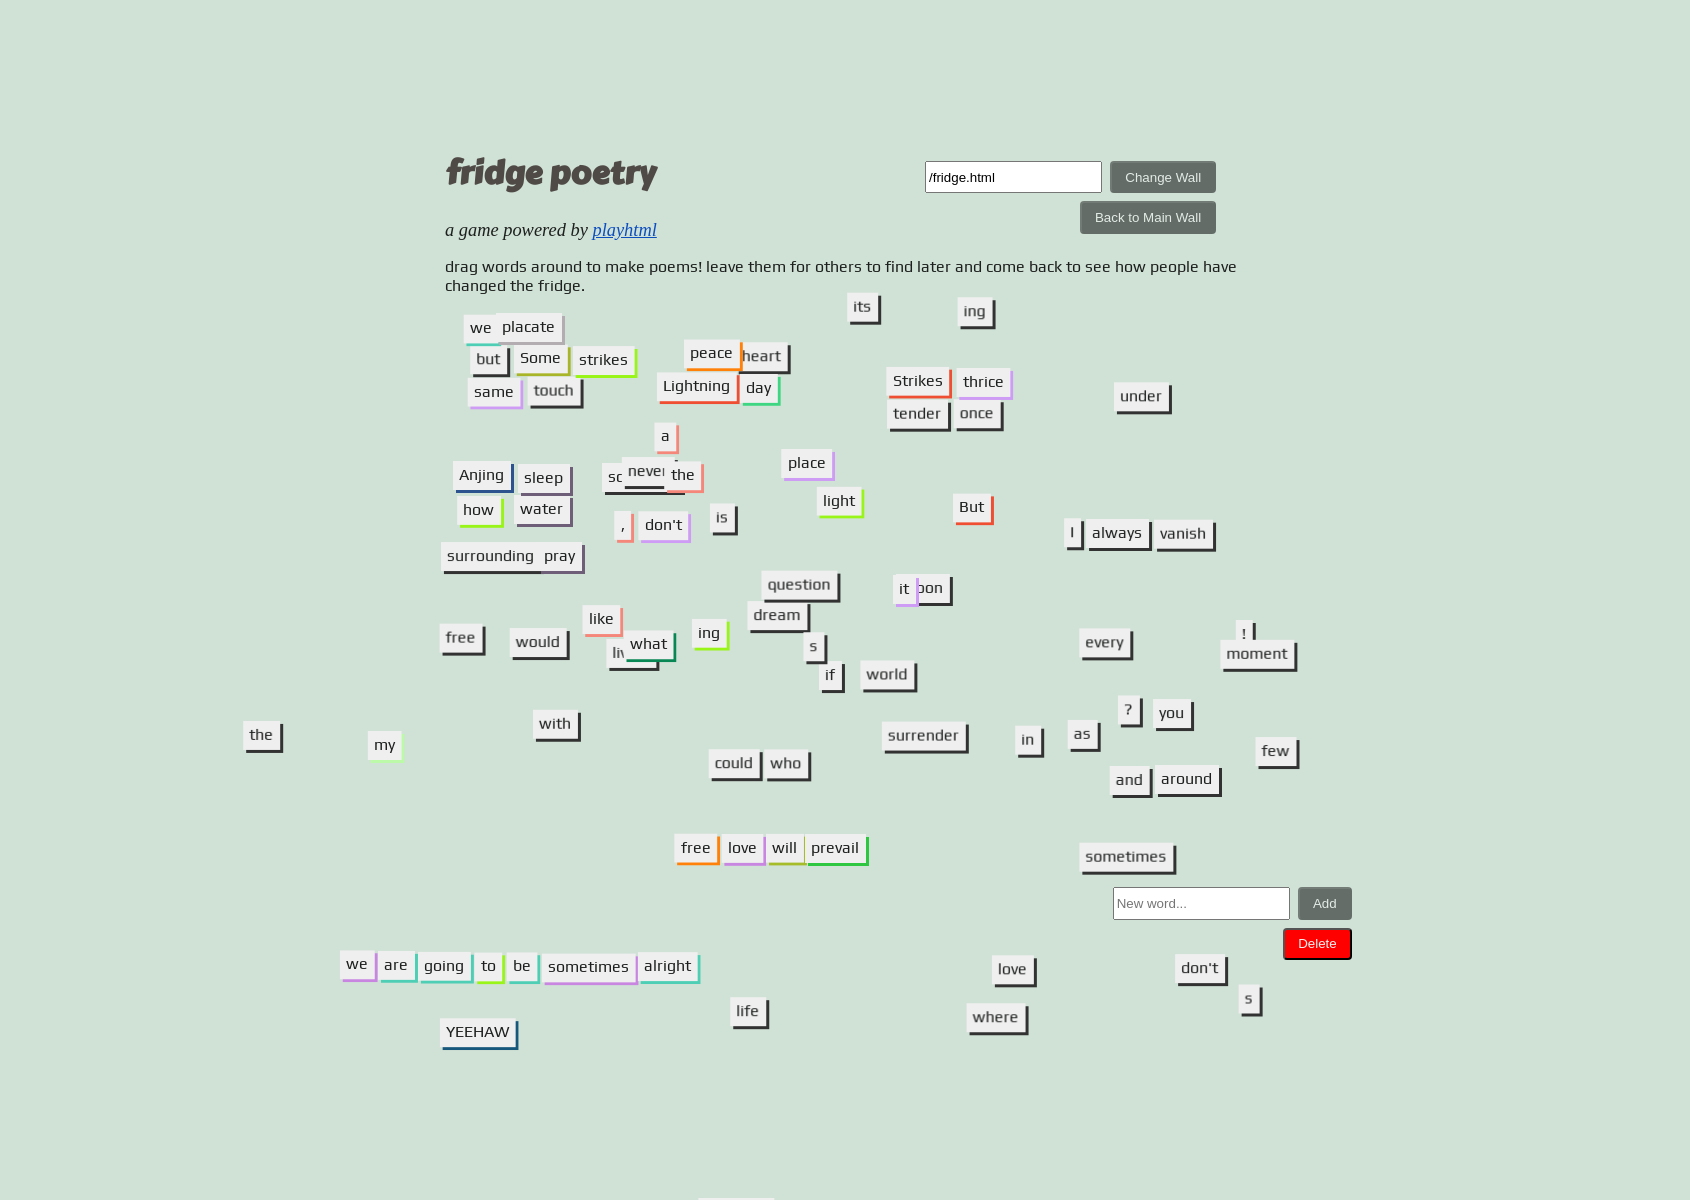 fridge poetry
/fridge.html
Change Wall
Back to Main Wall
a game powered by playhtml
drag words around to make poems! leave them for others to find later and come back to see how people have
changed the fridge.
its
ing
we placate
but Some strikes
peace heart
same touch
Lightning day
Strikes thrice
tender once
under
a
Anjing sleep
never the
place
how water
, don't is
light
But
I always vanish
surrounding pray
question
it
dream
like
free would
what
ing
s
if world
every
!
moment
the
my
with
could who
surrender
in
as
? you
few
and around
free love will prevail
sometimes
New word...
Add
Delete
we are going to be sometimes alright
love
don't
s
life
where
YEEHAW